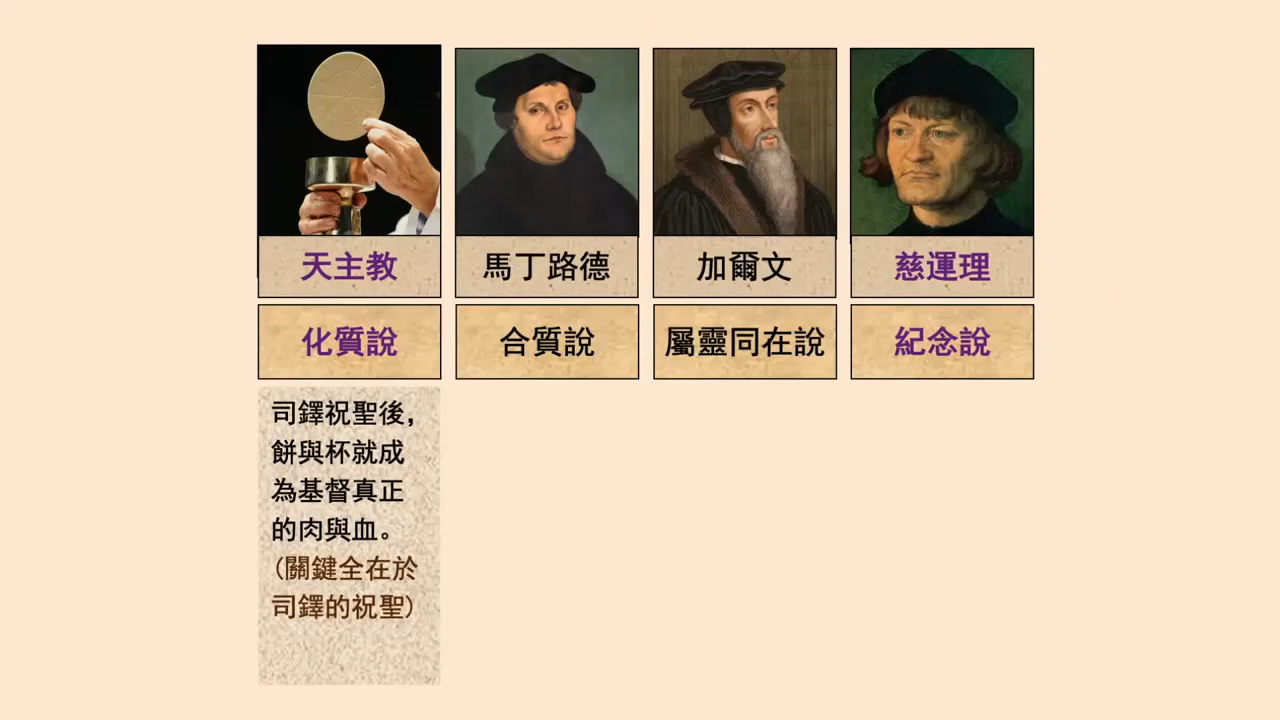 天主教
馬丁路德
加爾文
慈運理
化質說
合質說
屬靈同在說
紀念說
司鐸祝聖後，
餅與杯就成
為基督真正
的肉與血。
(關鍵全在於
司鐸的祝聖)